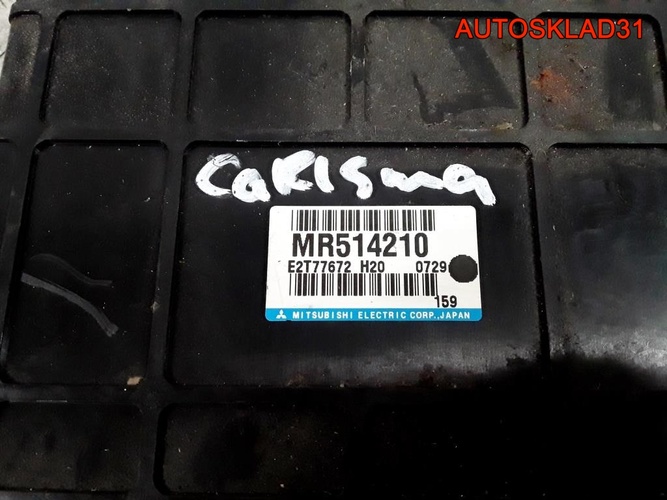 AUTOSKLAD31
CaRISma
MR514210
E2T77672 H20 0729
159
MITSUBISHI ELECTRIC CORP.,JAPAN